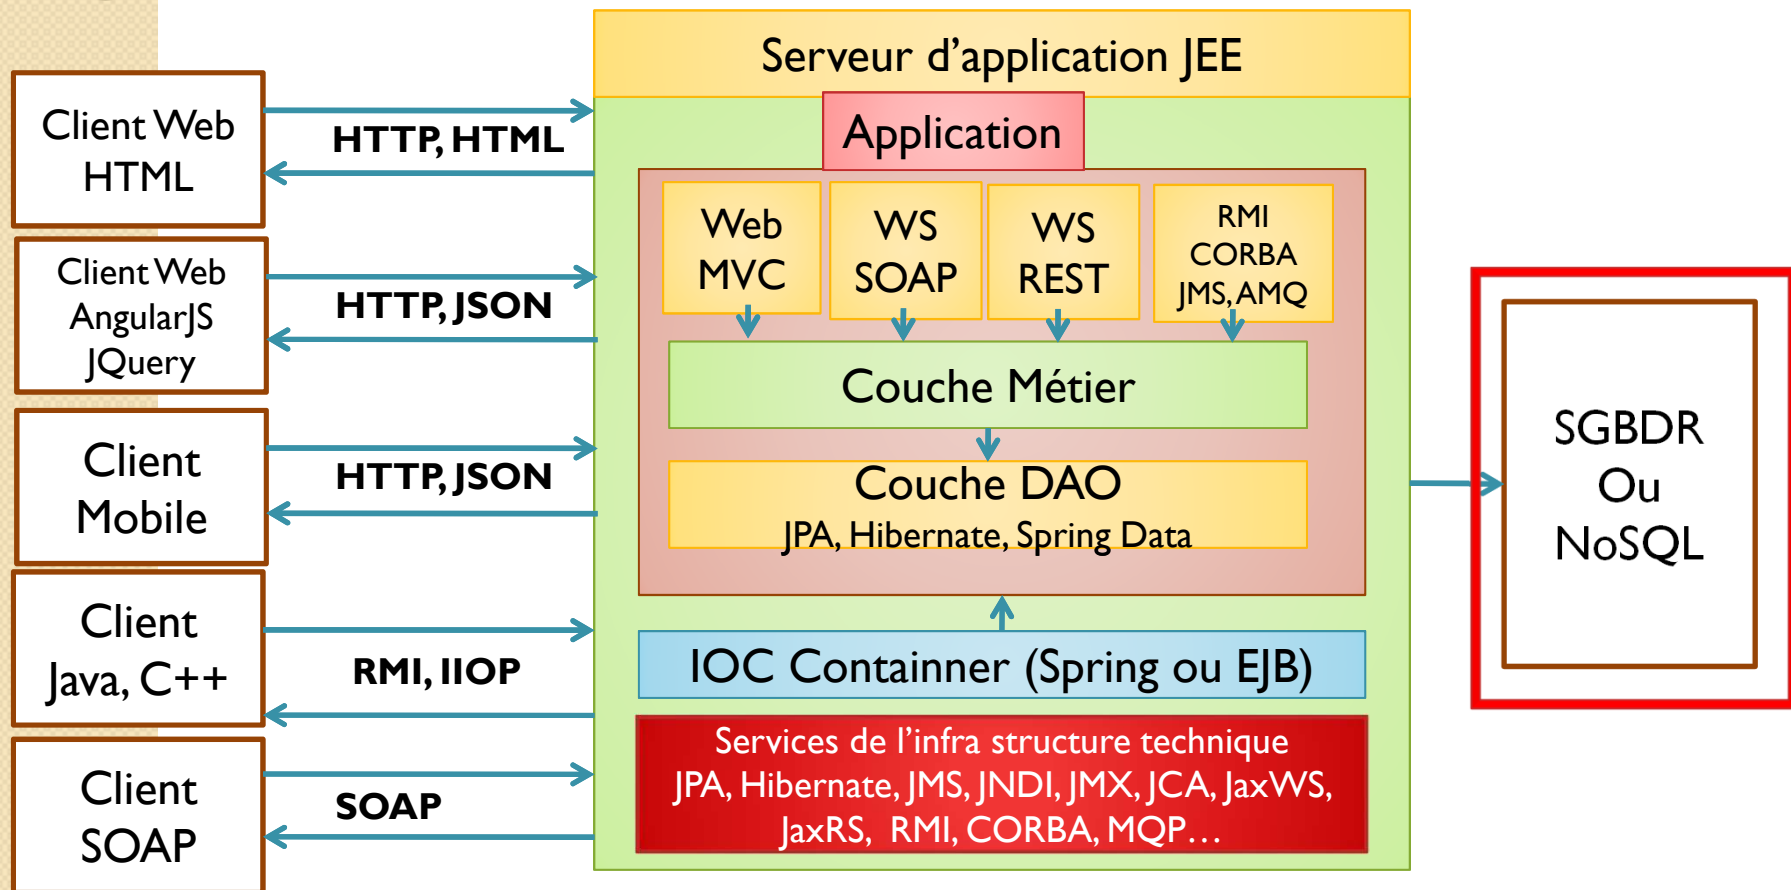 Serveur d’application JEE
Application
Client Web
HTML
HTTP, HTML
Client Web
AngularJS
JQuery
HTTP, JSON
Client
Mobile
HTTP, JSON
Client
Java, C++
RMI, IIOP
Client
SOAP
SOAP
Web
MVC
WS
SOAP
WS
REST
RMI
CORBA
JMS, AMQ
Couche Métier
Couche DAO
JPA, Hibernate, Spring Data
IOC Containner (Spring ou EJB)
Services de l’infra structure technique
JPA, Hibernate, JMS, JNDI, JMX, JCA, JaxWS,
JaxRS, RMI, CORBA, MQP…
SGBDR
Ou
NoSQL